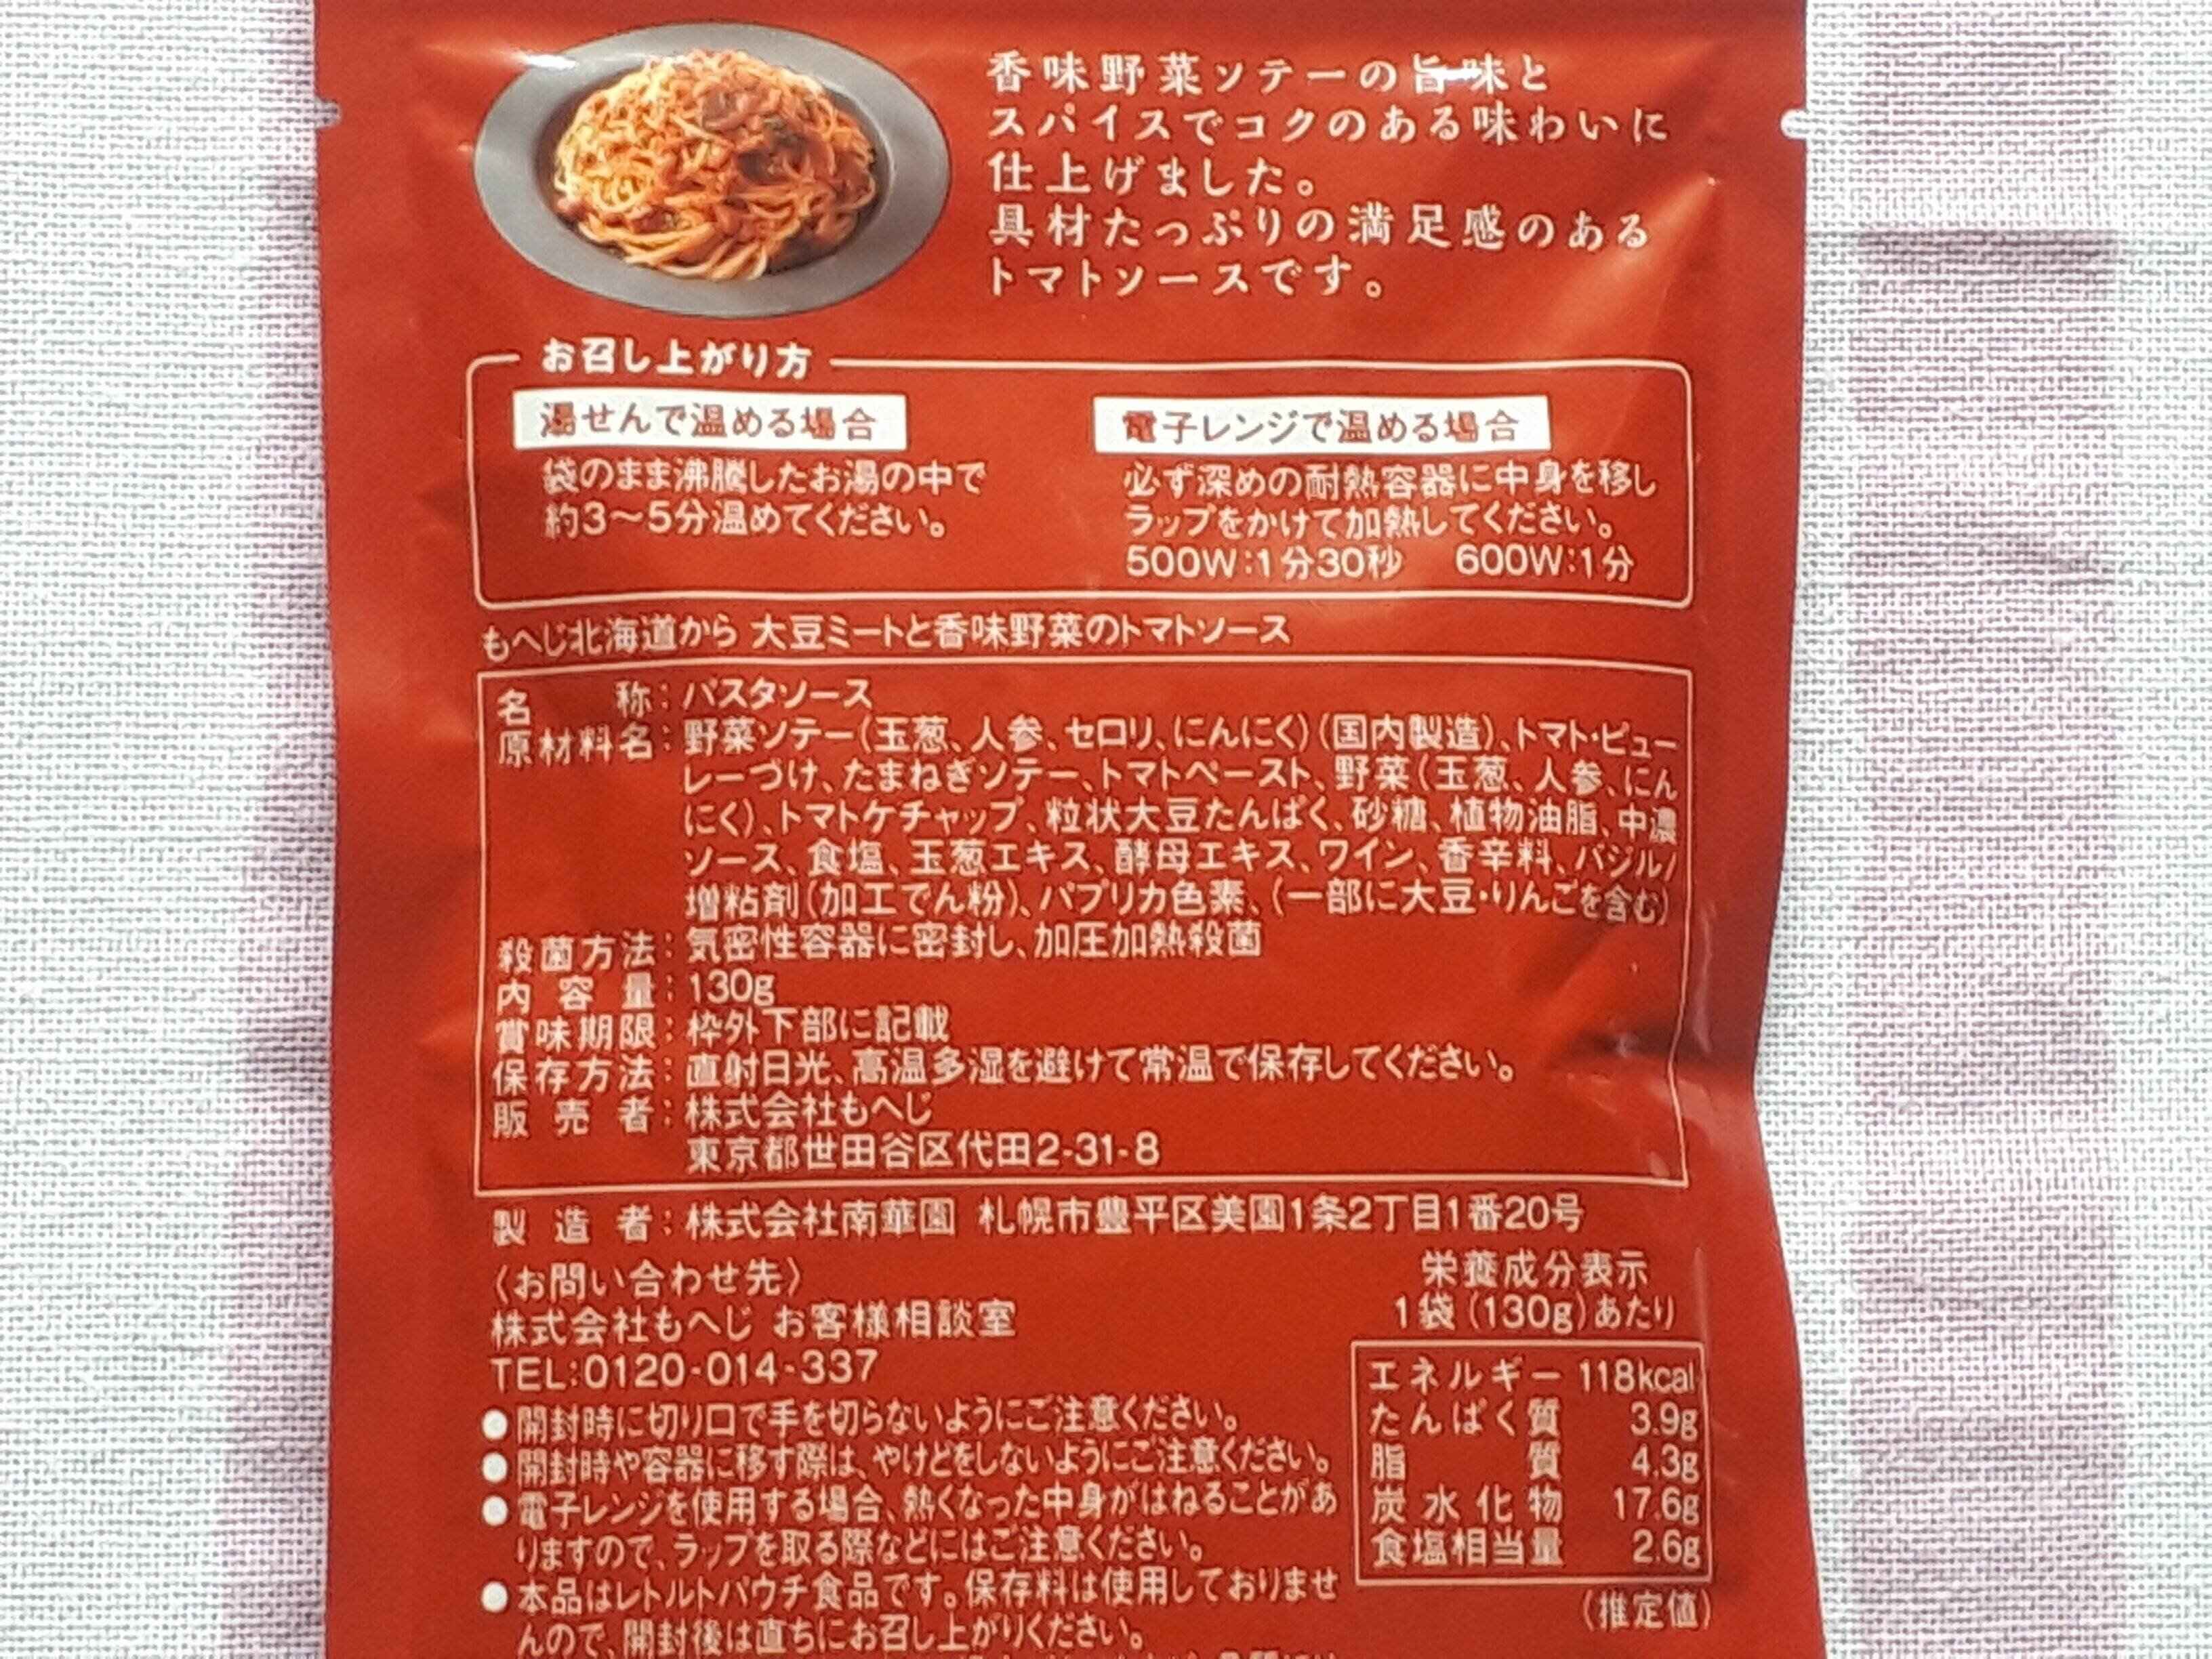 香味野菜ソテーの旨味と
スパイスでコクのある味わいに
仕上げました。
具材たっぷりの満足感のある
トマトソースです。
お召し上がり方
湯せんで温める場合
袋のまま沸騰したお湯の中で
約3〜5分温めてください。
電子レンジで温める場合
必ず深めの耐熱容器に中身を移し
ラップをかけて加熱してください。
500W:1分30秒 600W:1分
もへじ北海道から 大豆ミートと香味野菜のトマトソース
名称:パスタソース
原材料名:野菜ソテー(玉葱、人参、セロリ、にんにく)(国内製造)、トマト・ピュー
レーづけ、たまねぎソテー、トマトペースト、野菜(玉葱、人参、にん
にく)、トマトケチャップ、粒状大豆たんぱく、砂糖、植物油脂、中濃
ソース、食塩、玉葱エキス、酵母エキス、ワイン、香辛料、バジル/
増粘剤(加工でん粉)、パプリカ色素、(一部に大豆・りんごを含む)
殺菌方法:気密性容器に密封し、加圧加熱殺菌
内容量:130g
賞味期限:枠外下部に記載
保存方法:直射日光、高温多湿を避けて常温で保存してください。
販売者:株式会社もへじ
東京都世田谷区代田2-31-8
製造者:株式会社南華園 札幌市豊平区美園1条2丁目1番20号
〈お問い合わせ先〉
株式会社もへじ お客様相談室
TEL:0120-014-337
●開封時に切り口で手を切らないようにご注意ください。
●開封時や容器に移す際は、やけどをしないようにご注意ください。
●電子レンジを使用する場合、熱くなった中身がはねることがあ
りますので、ラップを取る際などにはご注意ください。
●本品はレトルトパウチ食品です。保存料は使用しておりませ
んので、開封後は直ちにお召し上がりください。
栄養成分表示
1袋(130g)あたり
エネルギー 118kcal
たんぱく質 3.9g
脂質 4.3g
炭水化物 17.6g
食塩相当量 2.6g
(推定値)